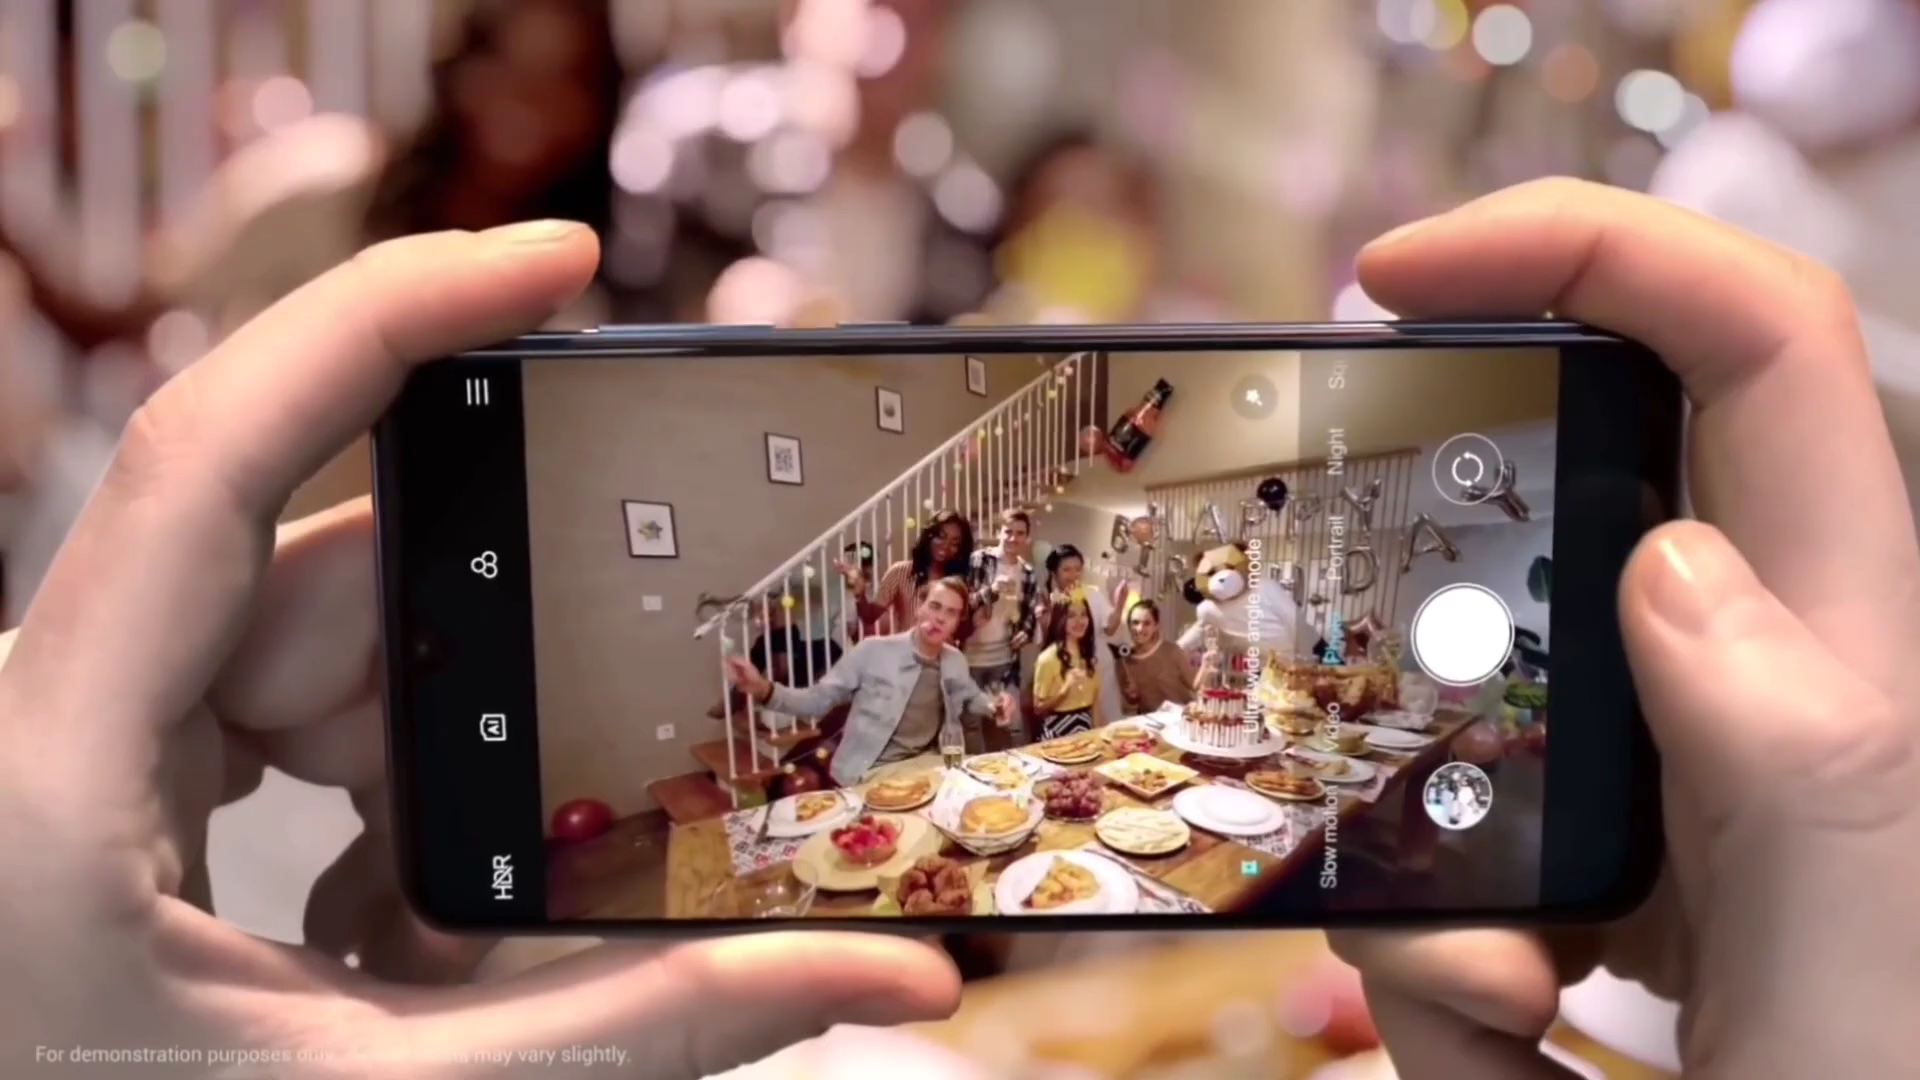 HAPPY
BIRTHDAY
Ultra wide angle mode
Slow motion Video Photo Portrait Night
AI
HDR
For demonstration purposes only. may vary slightly.